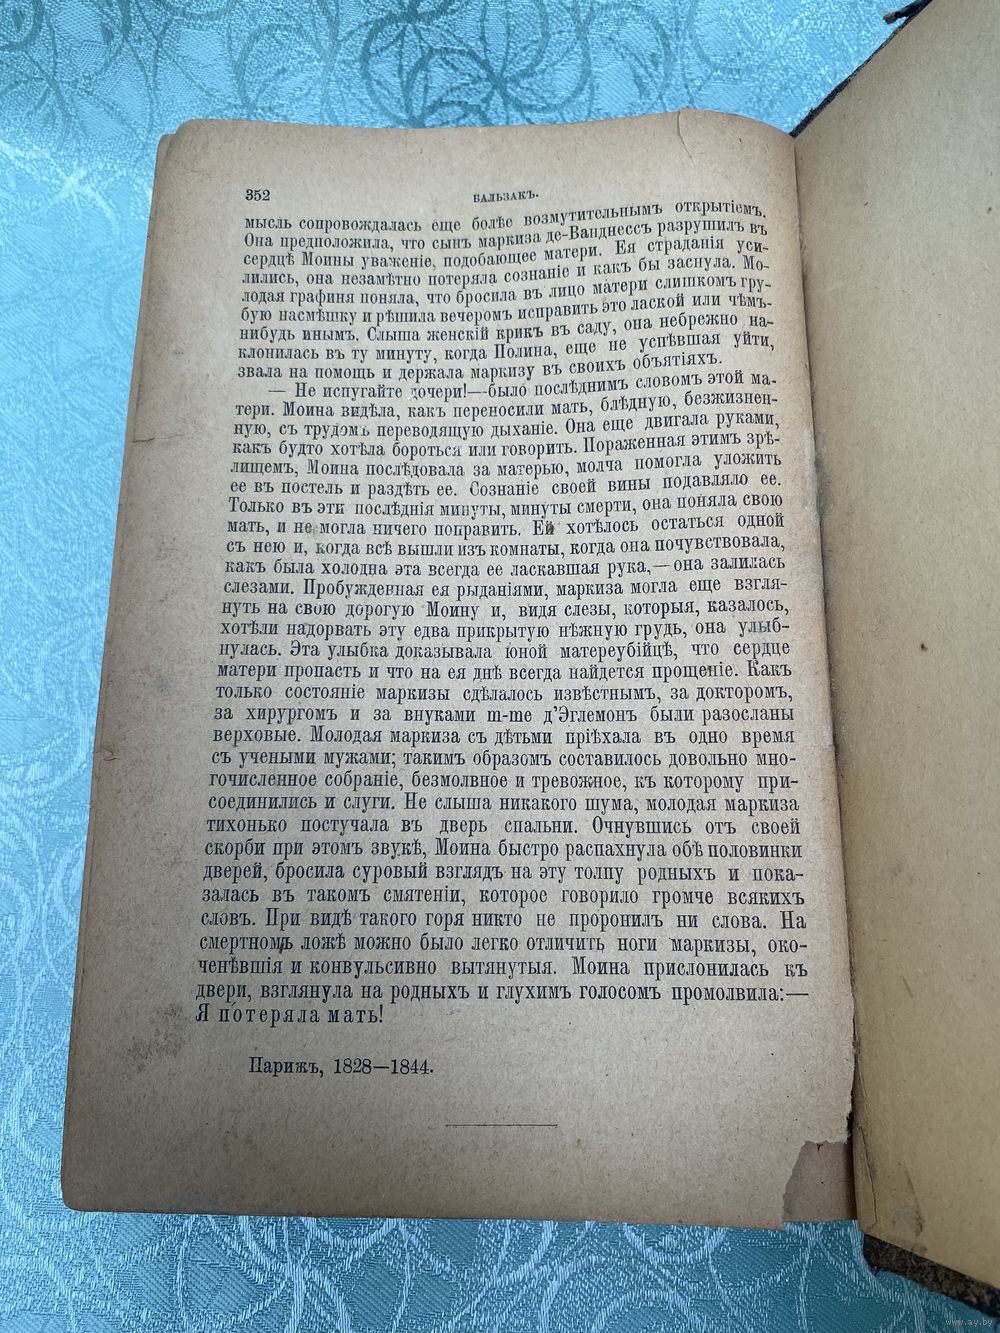 352
БАЛЬЗАКЪ.
мысль сопровождалась еще болѣе возмутительнымъ открытіемъ.
Она предположила, что сынъ маркиза де-Ванднессъ разрушилъ въ
сердцѣ Моины уваженіе, подобающее матери. Ея страданія уси-
лились, она незамѣтно потеряла сознаніе и какъ бы заснула. Мо-
лодая графиня поняла, что бросила въ лицо матери слишкомъ гру-
бую насмѣшку и рѣшила вечеромъ исправить это лаской или чѣмъ-
нибудь инымъ. Слыша женскій крикъ въ саду, она небрежно на-
клонилась въ ту минуту, когда Полина, еще не успѣвшая уйти,
звала на помощь и держала маркизу въ своихъ объятіяхъ.
— Не испугайте дочери!—было послѣднимъ словомъ этой ма-
тери. Моина видѣла, какъ переносили мать, блѣдную, безжизнен-
ную, съ трудомъ переводящую дыханіе. Она еще двигала руками,
какъ будто хотѣла бороться или говорить. Пораженная этимъ зрѣ-
лищемъ, Моина послѣдовала за матерью, молча помогла уложить
ее въ постель и раздѣть ее. Сознаніе своей вины подавляло ее.
Только въ эти послѣднія минуты, минуты смерти, она поняла свою
мать, и не могла ничего поправить. Ей хотѣлось остаться одной
съ нею и, когда всѣ вышли изъ комнаты, когда она почувствовала,
какъ была холодна эта всегда ее ласкавшая рука,—она залилась
слезами. Пробужденная ея рыданіями, маркиза могла еще взгля-
нуть на свою дорогую Моину и, видя слезы, которыя, казалось,
хотѣли надорвать эту едва прикрытую нѣжную грудь, она улыб-
нулась. Эта улыбка доказывала юной матереубійцѣ, что сердце
матери пропасть и что на ея днѣ всегда найдется прощеніе. Какъ
только состояніе маркизы сдѣлалось извѣстнымъ, за докторомъ,
за хирургомъ и за внуками m-me д'Эглемонъ были разосланы
верховые. Молодая маркиза съ дѣтьми пріѣхала въ одно время
съ учеными мужами; такимъ образомъ составилось довольно мно-
гочисленное собраніе, безмолвное и тревожное, къ которому при-
соединились и слуги. Не слыша никакого шума, молодая маркиза
тихонько постучала въ дверь спальни. Очнувшись отъ своей
скорби при этомъ звукѣ, Моина быстро распахнула обѣ половинки
дверей, бросила суровый взглядъ на эту толпу родныхъ и пока-
залась въ такомъ смятеніи, которое говорило громче всякихъ
словъ. При видѣ такого горя никто не проронилъ ни слова. На
смертномъ ложѣ можно было легко отличить ноги маркизы, око-
ченѣвшія и конвульсивно вытянутыя. Моина прислонилась къ
двери, взглянула на родныхъ и глухимъ голосомъ промолвила:—
Я потеряла мать!
Парижъ, 1828—1844.
www.ay.by